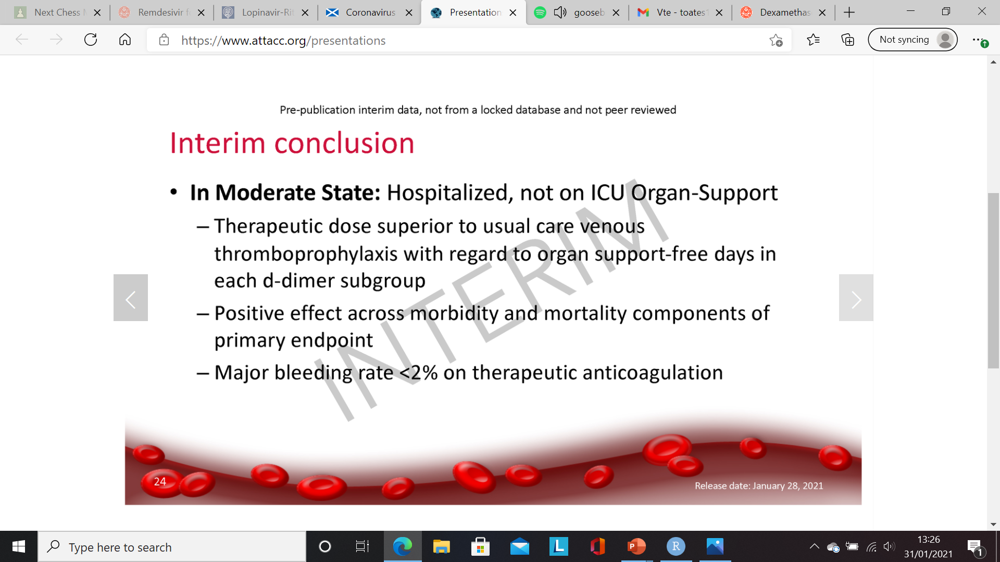 Next Chess
Remdesivir f
Lopinavir-Rit
Coronavirus
Presentation
gooseb
Vte - toates1
Dexamethas
https://www.attacc.org/presentations
Not syncing
Pre-publication interim data, not from a locked database and not peer reviewed
Interim conclusion
• In Moderate State: Hospitalized, not on ICU Organ-Support
– Therapeutic dose superior to usual care venous
thromboprophylaxis with regard to organ support-free days in
each d-dimer subgroup
– Positive effect across morbidity and mortality components of
primary endpoint
– Major bleeding rate <2% on therapeutic anticoagulation
INTERIM
24
Release date: January 28, 2021
Type here to search
L
P
R
13:26
31/01/2021
1